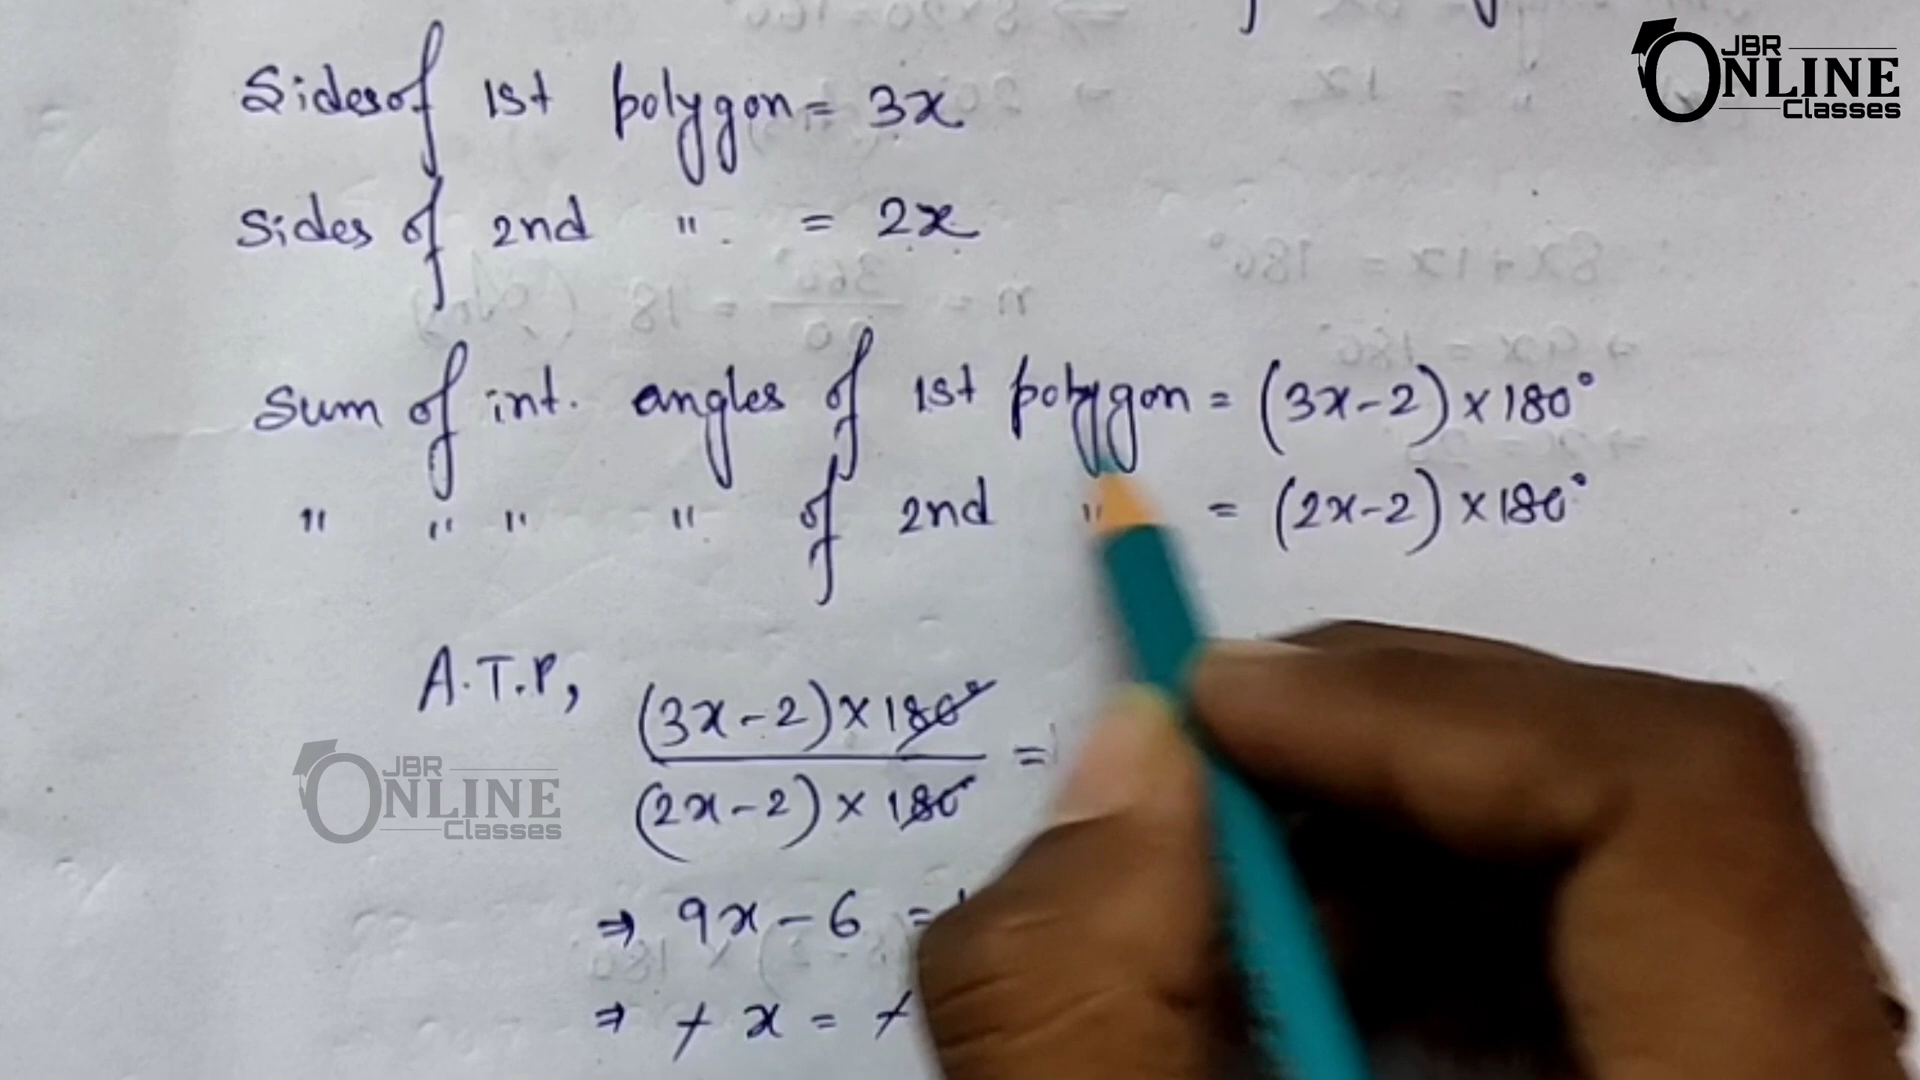 JBR
ONLINE
Classes
Sides of 1st polygon = 3x
Sides of 2nd " = 2x
Sum of int. angles of 1st polygon = (3x-2) x 180°
" " " " of 2nd " = (2x-2) x 180°
A.T.P, (3x-2) x 180° =
(2x-2) x 180°
JBR
ONLINE
Classes
⇒ 9x - 6 =
⇒ + x = +